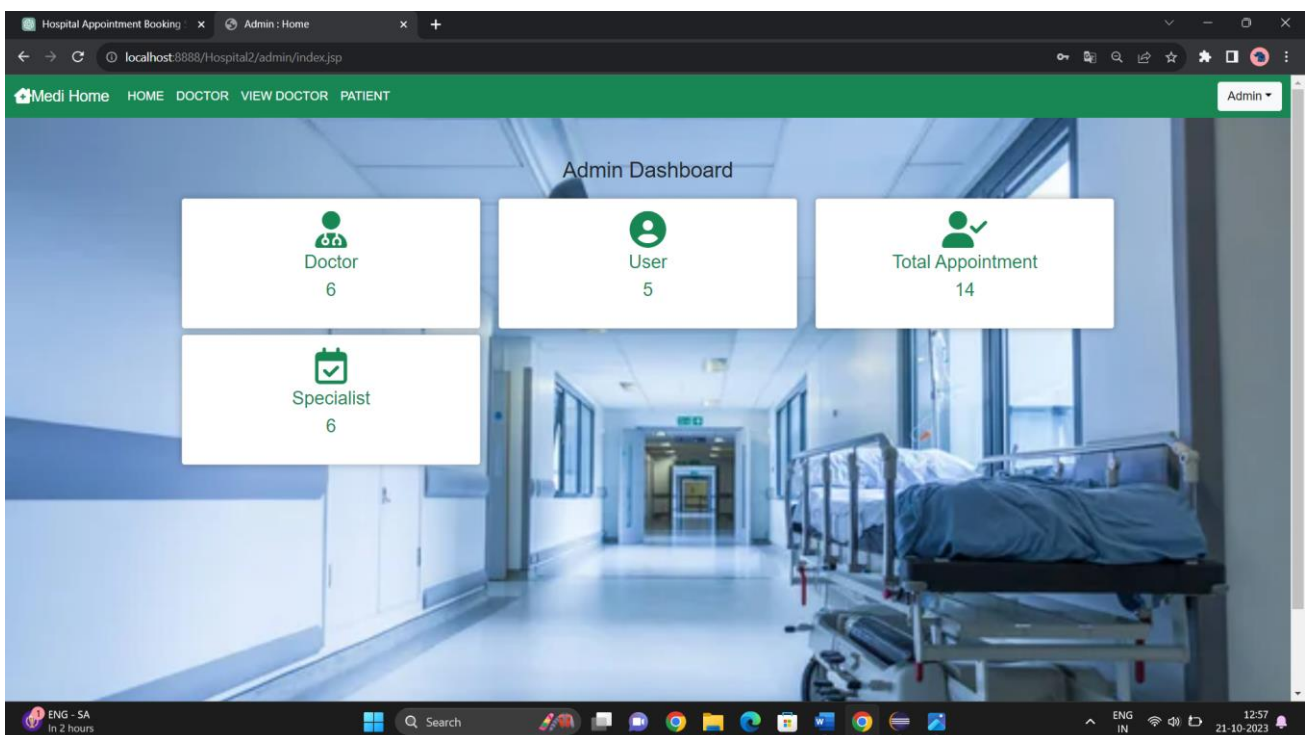 Hospital Appointment Booking
Admin : Home
localhost:8888/Hospital2/admin/index.jsp
Medi Home HOME DOCTOR VIEW DOCTOR PATIENT Admin
Admin Dashboard
Doctor
6
User
5
Total Appointment
14
Specialist
6
1
ENG - SA
In 2 hours
Search
ENG
IN
12:57
21-10-2023